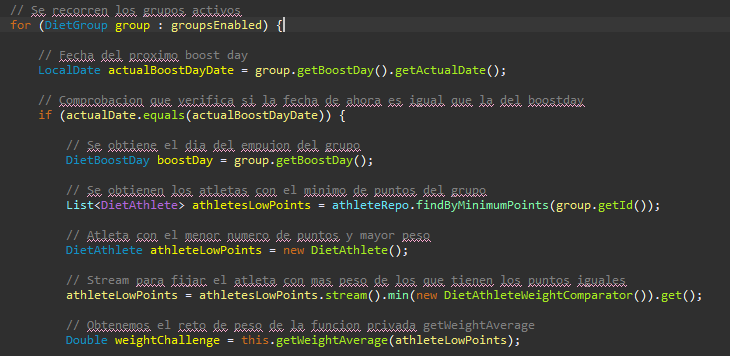 // Se recorren los grupos activos
for (DietGroup group : groupsEnabled) {
// Fecha del proximo boost day
LocalDate actualBoostDayDate = group.getBoostDay().getActualDate();
// Comprobacion que verifica si la fecha de ahora es igual que la del boostday
if (actualDate.equals(actualBoostDayDate)) {
// Se obtiene el dia del empujon del grupo
DietBoostDay boostDay = group.getBoostDay();
// Se obtienen los atletas con el minimo de puntos del grupo
List<DietAthlete> athletesLowPoints = athleteRepo.findByMinimumPoints(group.getId());
// Atleta con el menor numero de puntos y mayor peso
DietAthlete athleteLowPoints = new DietAthlete();
// Stream para fijar el atleta con mas peso de los que tienen los puntos iguales
athleteLowPoints = athletesLowPoints.stream().min(new DietAthleteWeightComparator()).get();
// Obtenemos el reto de peso de la funcion privada getWeightAverage
Double weightChallenge = this.getWeightAverage(athleteLowPoints);